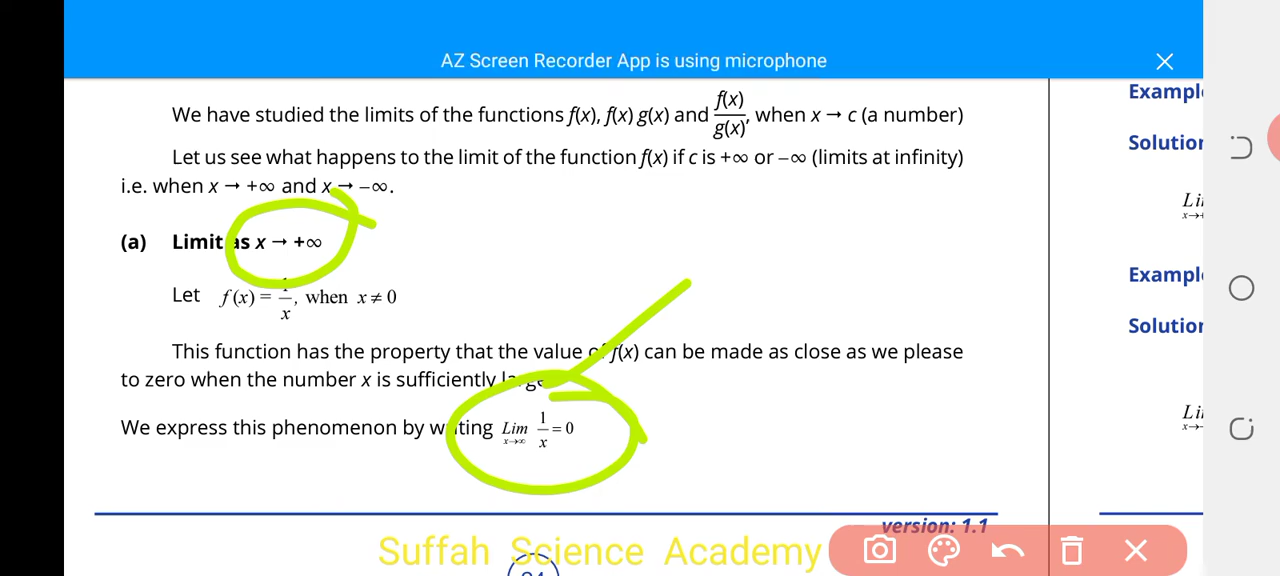 AZ Screen Recorder App is using microphone
We have studied the limits of the functions f(x), f(x) g(x) and f(x)/g(x), when x → c (a number)
Let us see what happens to the limit of the function f(x) if c is +∞ or –∞ (limits at infinity)
i.e. when x → +∞ and x → –∞.
(a) Limit as x → +∞
Let f(x) = 1/x, when x ≠ 0
This function has the property that the value of f(x) can be made as close as we please
to zero when the number x is sufficiently large
We express this phenomenon by writing Lim x→∞ 1/x = 0
version: 1.1
Suffah Science Academy
Exampl
Solution
Li
x→+
Exampl
Solution
Li
x→-